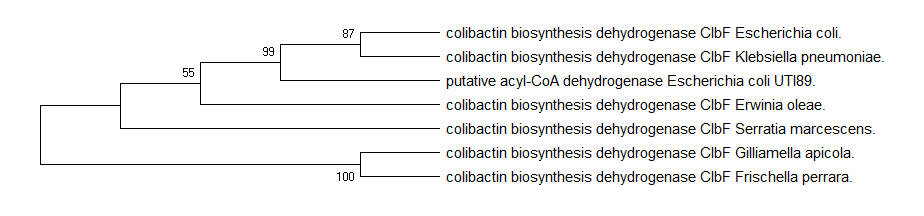 87
colibactin biosynthesis dehydrogenase ClbF Escherichia coli.
colibactin biosynthesis dehydrogenase ClbF Klebsiella pneumoniae.
99
putative acyl-CoA dehydrogenase Escherichia coli UTI89.
55
colibactin biosynthesis dehydrogenase ClbF Erwinia oleae.
colibactin biosynthesis dehydrogenase ClbF Serratia marcescens.
colibactin biosynthesis dehydrogenase ClbF Gilliamella apicola.
100
colibactin biosynthesis dehydrogenase ClbF Frischella perrara.